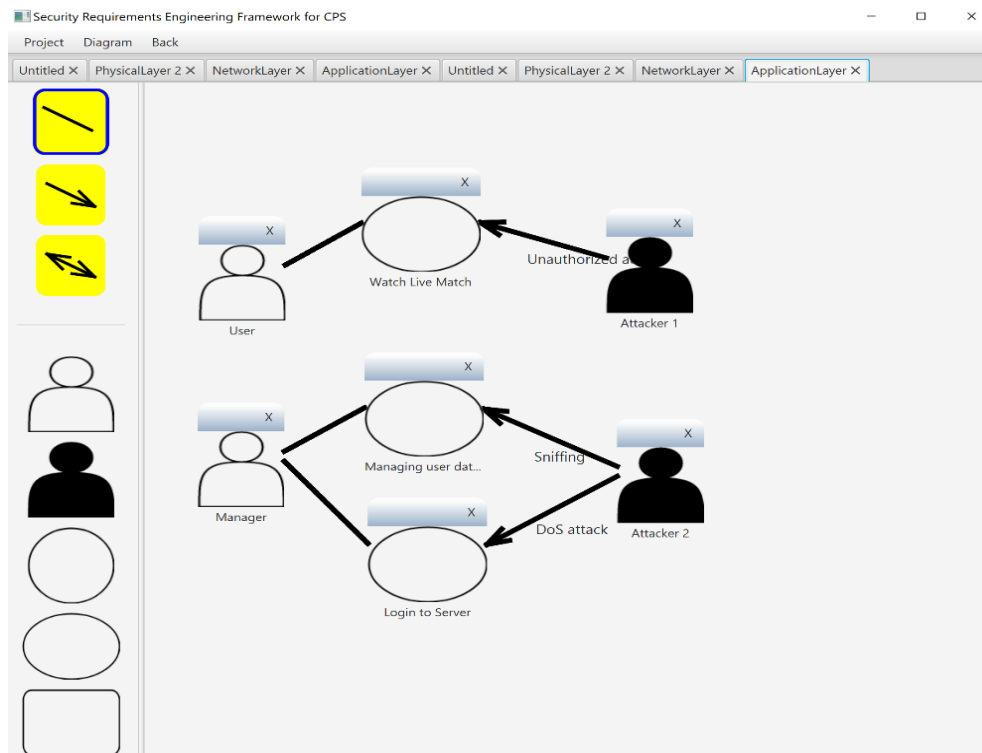 Security Requirements Engineering Framework for CPS
Project Diagram Back
Untitled X PhysicalLayer 2 X NetworkLayer X ApplicationLayer X Untitled X PhysicalLayer 2 X NetworkLayer X ApplicationLayer X
X
Watch Live Match
X
User
X
Unauthorized a
Attacker 1
X
Managing user dat...
X
Manager
X
Login to Server
Sniffing
DoS attack
X
Attacker 2